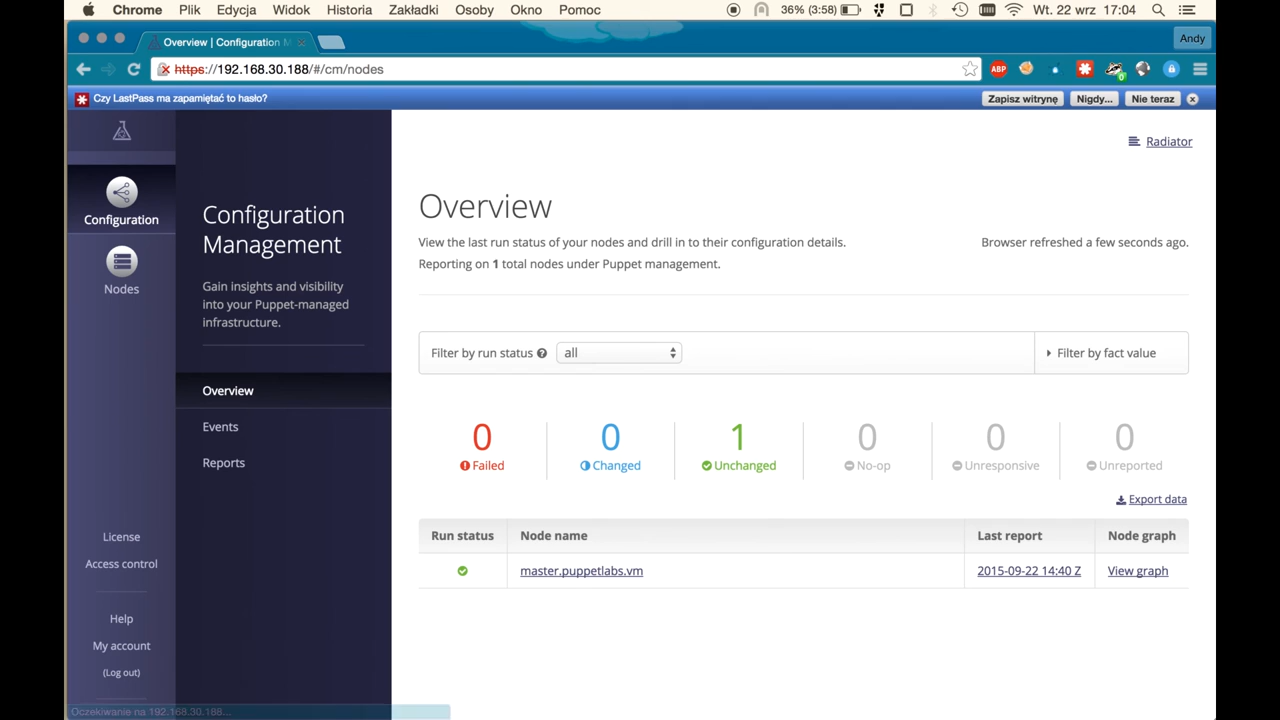 Chrome Plik Edycja Widok Historia Zakładki Osoby Okno Pomoc 36% (3:58) Wt. 22 wrz 17:04
Overview | Configuration M Andy
https://192.168.30.188/#/cm/nodes ABP 0
Czy LastPass ma zapamiętać to hasło? Zapisz witrynę Nigdy... Nie teraz
Configuration
Nodes
License
Access control
Help
My account
(Log out)
Configuration
Management
Gain insights and visibility
into your Puppet-managed
infrastructure.
Overview
Events
Reports
Radiator
Overview
View the last run status of your nodes and drill in to their configuration details. Browser refreshed a few seconds ago.
Reporting on 1 total nodes under Puppet management.
Filter by run status all Filter by fact value
0 0 1 0 0 0
Failed Changed Unchanged No-op Unresponsive Unreported
Export data
Run status Node name Last report Node graph
master.puppetlabs.vm 2015-09-22 14:40 Z View graph
Oczekiwanie na 192.168.30.188...